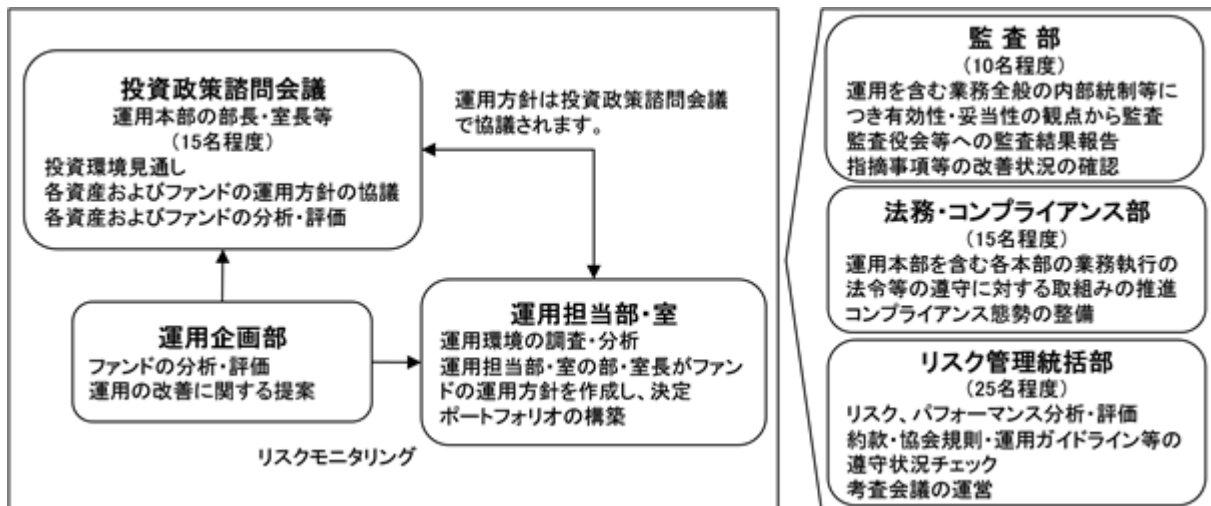 投資政策諮問会議
運用本部の部長・室長等
(15名程度)
投資環境見通し
各資産およびファンドの運用方針の協議
各資産およびファンドの分析・評価
運用方針は投資政策諮問会議
で協議されます。
運用企画部
ファンドの分析・評価
運用の改善に関する提案
運用担当部・室
運用環境の調査・分析
運用担当部・室の部・室長がファン
ドの運用方針を作成し、決定
ポートフォリオの構築
リスクモニタリング
監 査 部
(10名程度)
運用を含む業務全般の内部統制等に
つき有効性・妥当性の観点から監査
監査役会等への監査結果報告
指摘事項等の改善状況の確認
法務・コンプライアンス部
(15名程度)
運用本部を含む各本部の業務執行の
法令等の遵守に対する取組みの推進
コンプライアンス態勢の整備
リスク管理統括部
(25名程度)
リスク、パフォーマンス分析・評価
約款・協会規則・運用ガイドライン等の
遵守状況チェック
考査会議の運営